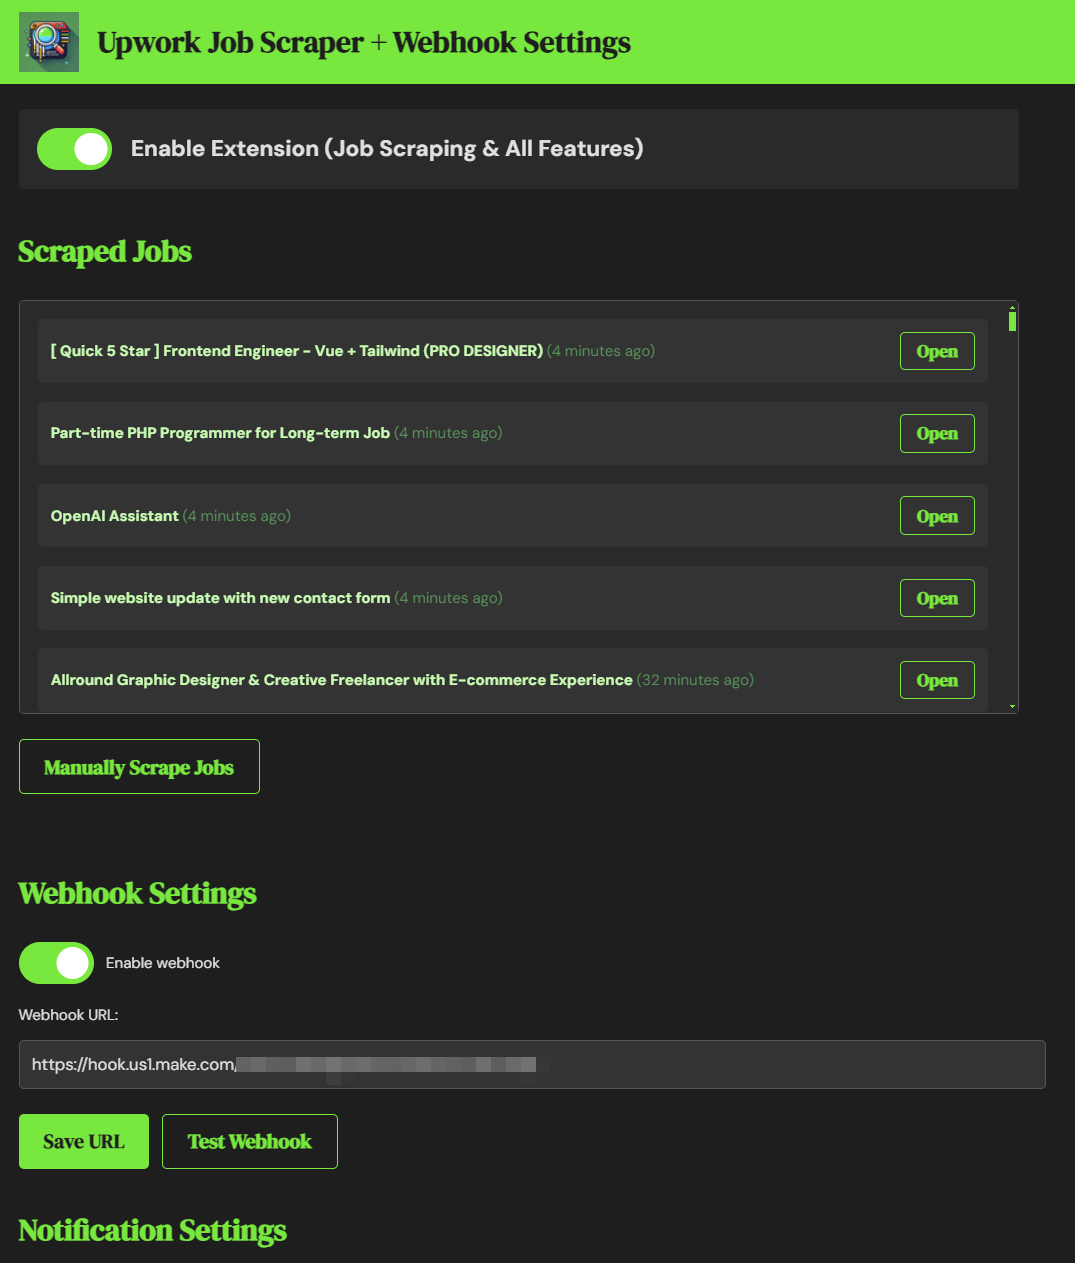 Upwork Job Scraper + Webhook Settings
Enable Extension (Job Scraping & All Features)
Scraped Jobs
[ Quick 5 Star ] Frontend Engineer - Vue + Tailwind (PRO DESIGNER) (4 minutes ago)
Open
Part-time PHP Programmer for Long-term Job (4 minutes ago)
Open
OpenAI Assistant (4 minutes ago)
Open
Simple website update with new contact form (4 minutes ago)
Open
Allround Graphic Designer & Creative Freelancer with E-commerce Experience (32 minutes ago)
Open
Manually Scrape Jobs
Webhook Settings
Enable webhook
Webhook URL:
https://hook.us1.make.com/
Save URL
Test Webhook
Notification Settings